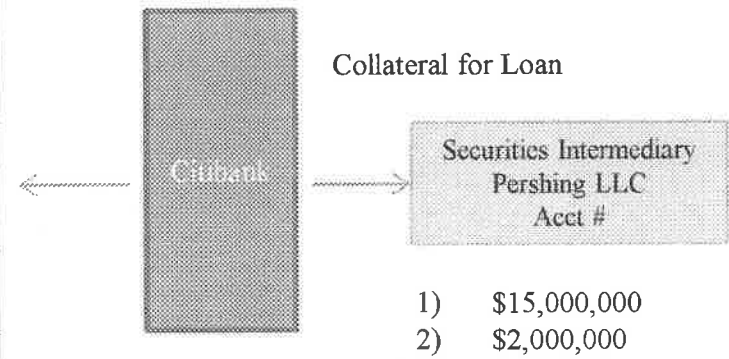 Collateral for Loan
Citibank
Securities Intermediary
Pershing LLC
Acct #
1) $15,000,000
2) $2,000,000